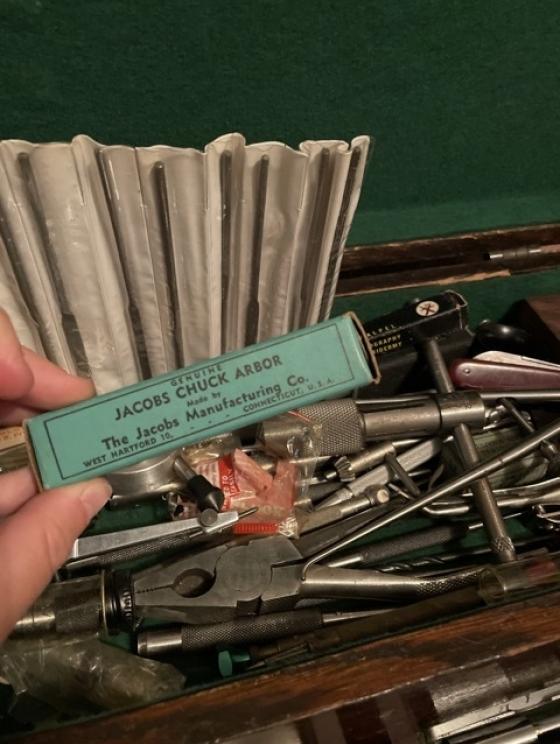 GENUINE
JACOBS CHUCK ARBOR
Made by
The Jacobs Manufacturing Co.
WEST HARTFORD 10, - - - CONNECTICUT, U.S.A.